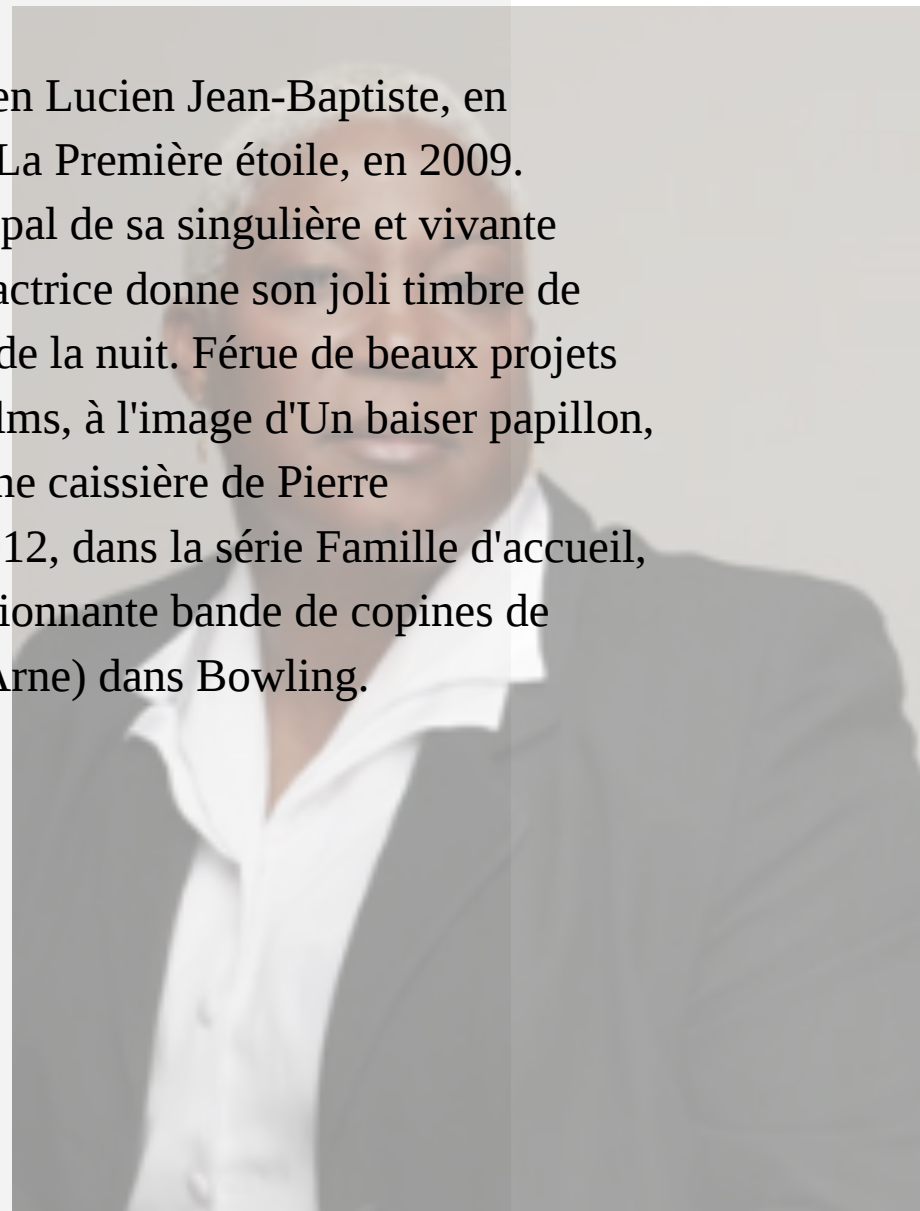 en Lucien Jean-Baptiste, en
La Première étoile, en 2009.
pal de sa singulière et vivante
actrice donne son joli timbre de
de la nuit. Férue de beaux projets
lms, à l'image d'Un baiser papillon,
ne caissière de Pierre
12, dans la série Famille d'accueil,
ionnante bande de copines de
Arne) dans Bowling.